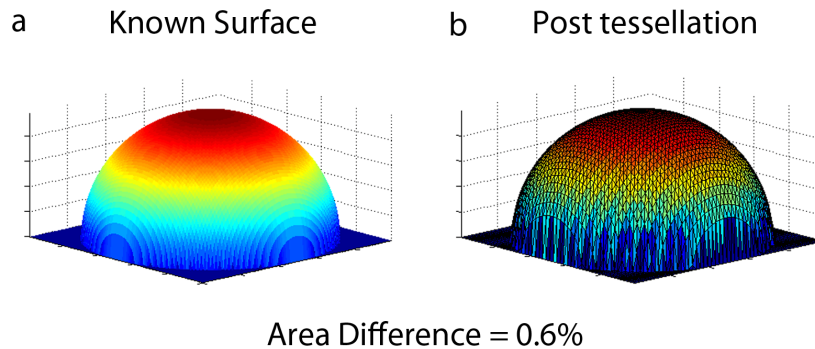 a Known Surface
b Post tessellation
Area Difference = 0.6%